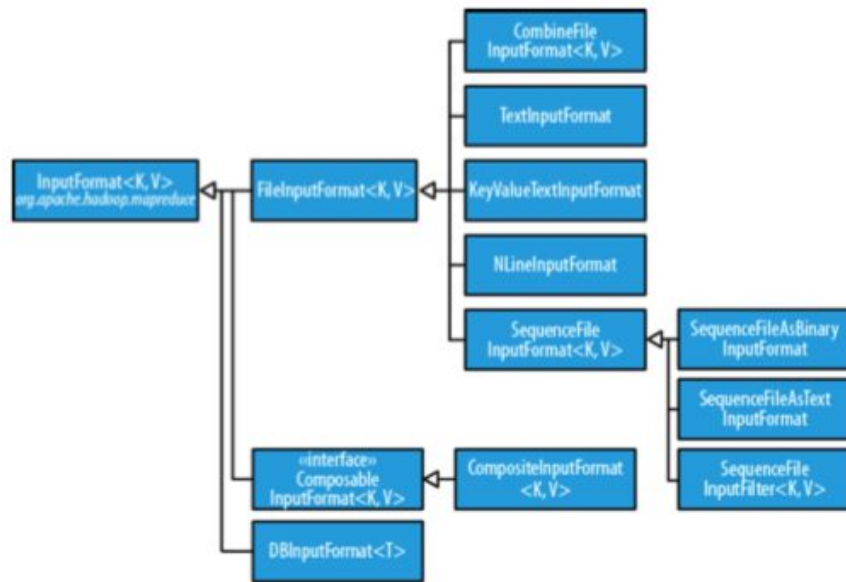 InputFormat<K, V>
org.apache.hadoop.mapreduce
FileInputFormat<K, V>
CombineFile
InputFormat<K, V>
TextInputFormat
KeyValueTextInputFormat
NLineInputFormat
SequenceFile
InputFormat<K, V>
SequenceFileAsBinary
InputFormat
SequenceFileAsText
InputFormat
SequenceFile
InputFilter<K, V>
«interface»
Composable
InputFormat<K, V>
CompositeInputFormat
<K, V>
DBInputFormat<T>